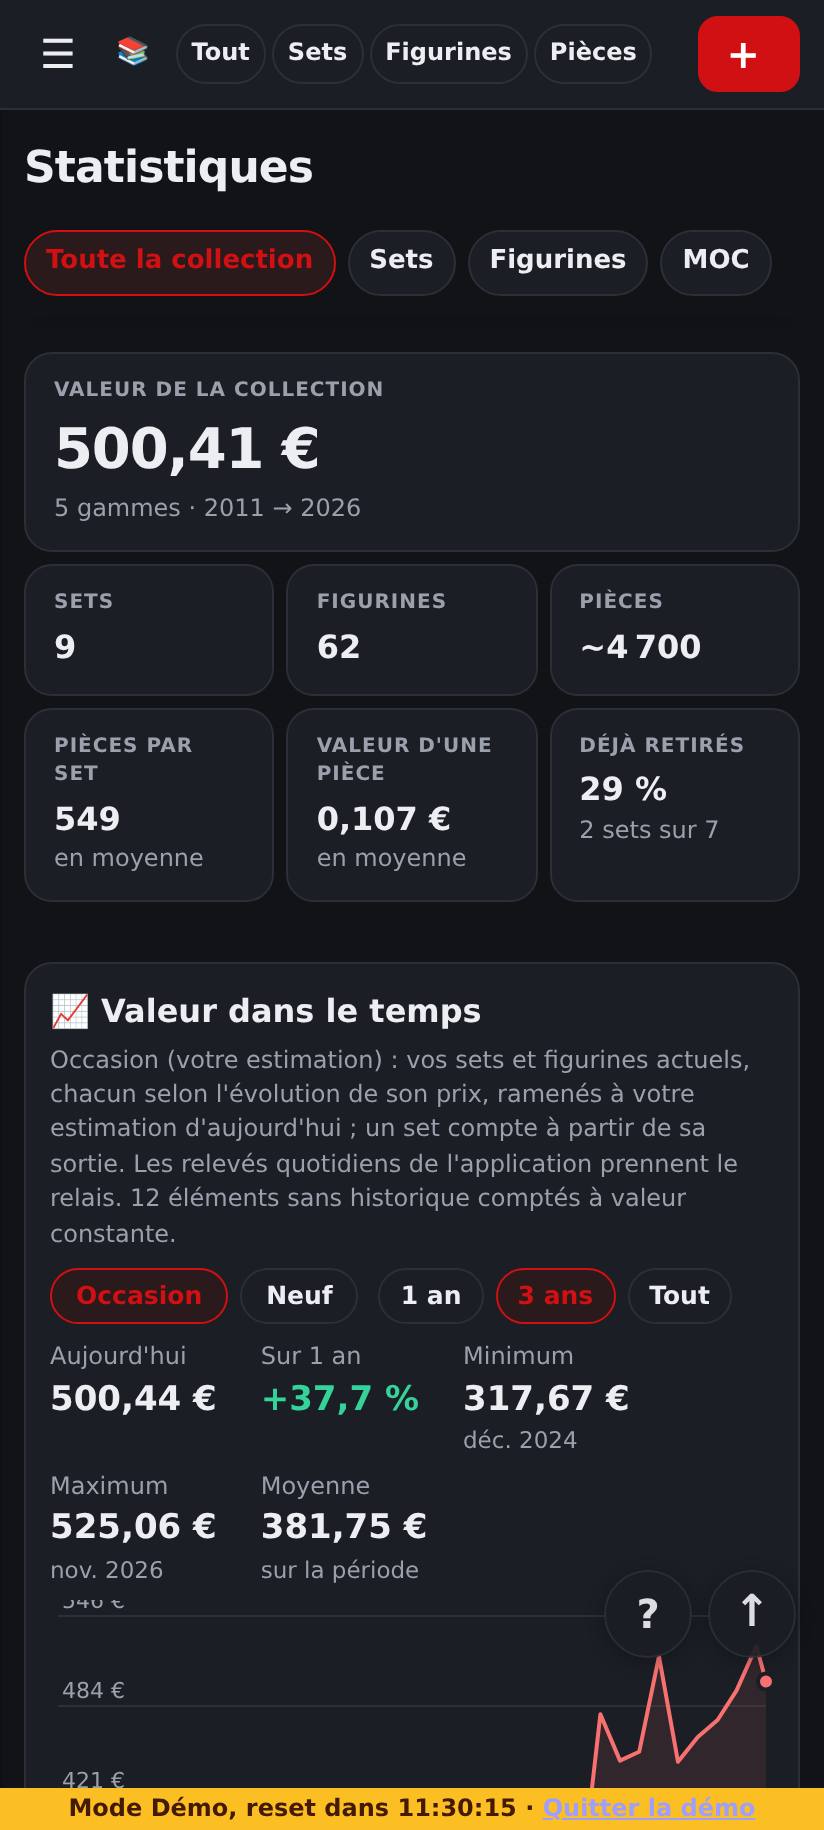 Tout Sets Figurines Pièces +
Statistiques
Toute la collection Sets Figurines MOC
VALEUR DE LA COLLECTION
500,41 €
5 gammes · 2011 → 2026
SETS FIGURINES PIÈCES
9 62 ~4 700
PIÈCES PAR SET VALEUR D'UNE PIÈCE DÉJÀ RETIRÉS
549 0,107 € 29 %
en moyenne en moyenne 2 sets sur 7
📈 Valeur dans le temps
Occasion (votre estimation) : vos sets et figurines actuels,
chacun selon l'évolution de son prix, ramenés à votre
estimation d'aujourd'hui ; un set compte à partir de sa
sortie. Les relevés quotidiens de l'application prennent le
relais. 12 éléments sans historique comptés à valeur
constante.
Occasion Neuf 1 an 3 ans Tout
Aujourd'hui Sur 1 an Minimum
500,44 € +37,7 % 317,67 €
déc. 2024
Maximum Moyenne
525,06 € 381,75 €
nov. 2026 sur la période
546 €
? ↑
484 €
421 €
Mode Démo, reset dans 11:30:15 · Quitter la démo